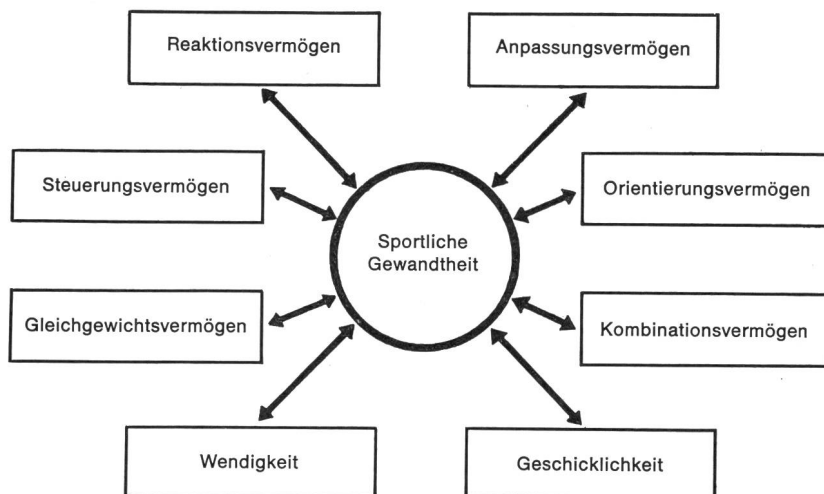 Reaktionsvermögen
Anpassungsvermögen
Steuerungsvermögen
Orientierungsvermögen
Sportliche
Gewandtheit
Gleichgewichtsvermögen
Kombinationsvermögen
Wendigkeit
Geschicklichkeit